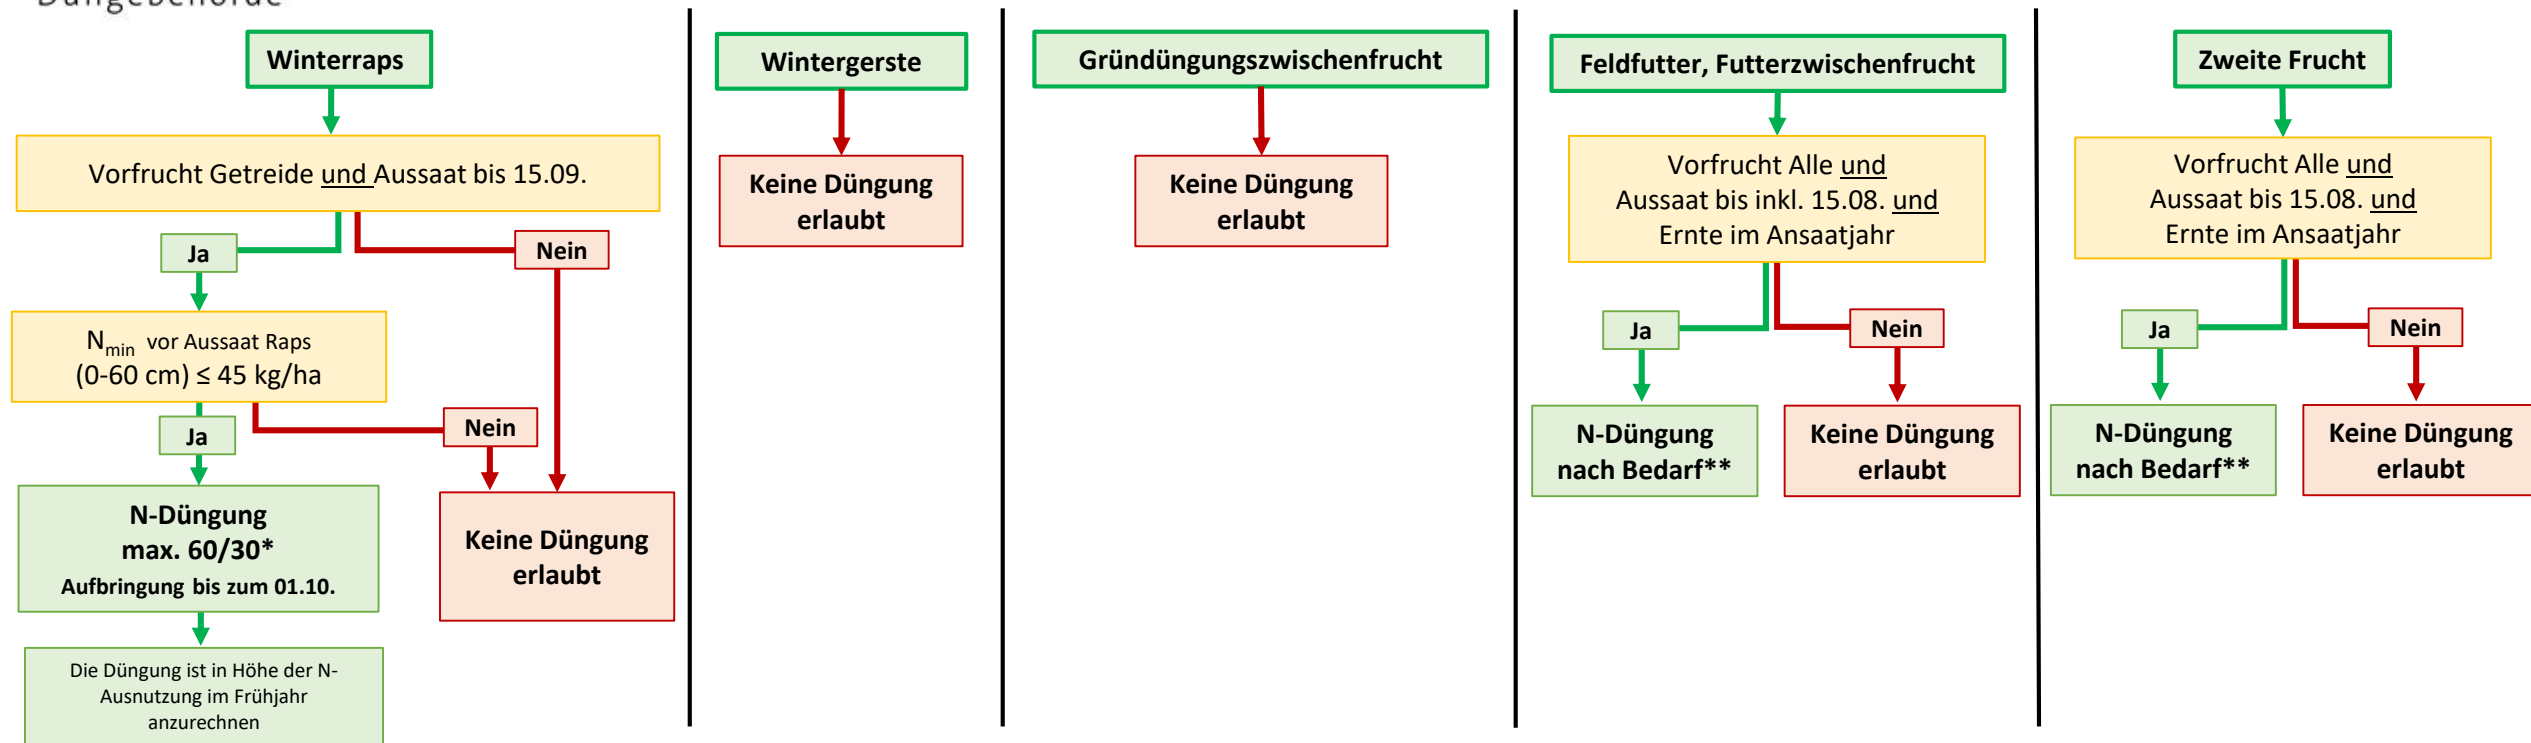 Düngebehörde
Winterraps
Vorfrucht Getreide und Aussaat bis 15.09.
Ja
Nein
Nmin vor Aussaat Raps
(0-60 cm) ≤ 45 kg/ha
Ja
Nein
N-Düngung
max. 60/30*
Aufbringung bis zum 01.10.
Keine Düngung
erlaubt
Die Düngung ist in Höhe der N-
Ausnutzung im Frühjahr
anzurechnen
Wintergerste
Keine Düngung
erlaubt
Gründüngungszwischenfrucht
Keine Düngung
erlaubt
Feldfutter, Futterzwischenfrucht
Vorfrucht Alle und
Aussaat bis inkl. 15.08. und
Ernte im Ansaatjahr
Ja
Nein
N-Düngung
nach Bedarf**
Keine Düngung
erlaubt
Zweite Frucht
Vorfrucht Alle und
Aussaat bis 15.08. und
Ernte im Ansaatjahr
Ja
Nein
N-Düngung
nach Bedarf**
Keine Düngung
erlaubt